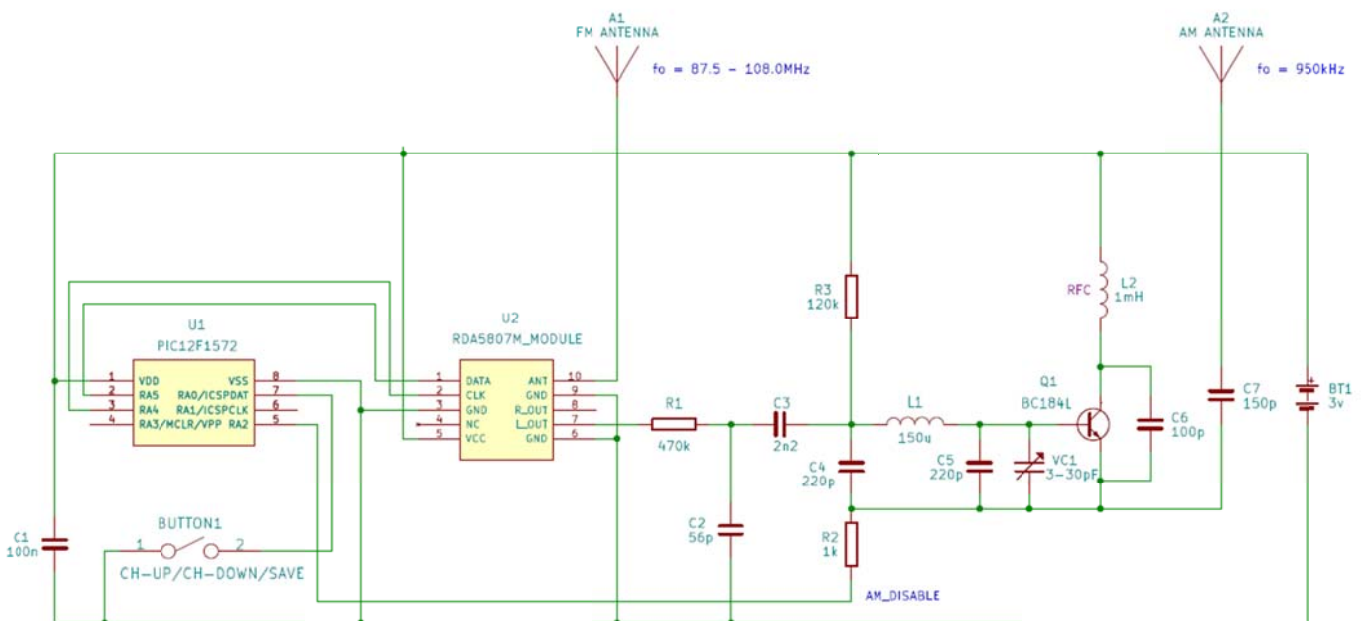 A1
FM ANTENNA
fo = 87.5 - 108.0MHz
A2
AM ANTENNA
fo = 950kHz
U1
PIC12F1572
1 VDD VSS 8
2 RA5 RA0/ICSPDAT 7
3 RA4 RA1/ICSPCLK 6
4 RA3/MCLR/VPP RA2 5
U2
RDA5807M_MODULE
1 DATA ANT 10
2 CLK GND 9
3 GND R_OUT 8
4 NC L_OUT 7
5 VCC GND 6
R1
470k
C3
2n2
R3
120k
L1
150u
RFC
L2
1mH
Q1
BC184L
C6
100p
C7
150p
BT1
3v
C4
220p
C5
220p
VC1
3-30pF
C2
56p
R2
1k
AM_DISABLE
C1
100n
BUTTON1
1 2
CH-UP/CH-DOWN/SAVE